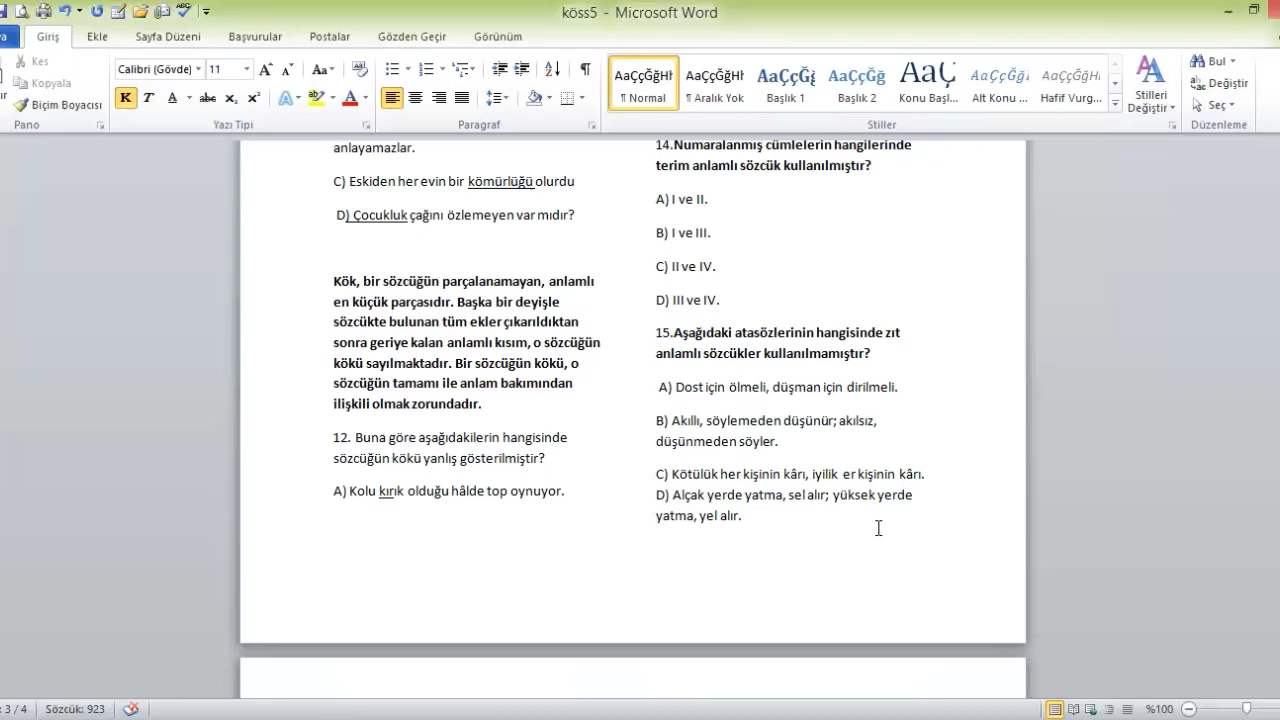 köss5 - Microsoft Word
Giriş Ekle Sayfa Düzeni Başvurular Postalar Gözden Geçir Görünüm
Kes
Kopyala
Biçim Boyacısı
Pano
Calibri (Gövde) 11
Yazı Tipi
Paragraf
AaÇçĞğHł AaÇçĞğHł AaÇçĞğ AaÇçĞğ AaÇ AaÇçĞğı AaÇçĞğHı
¶ Normal ¶ Aralık Yok Başlık 1 Başlık 2 Konu Başl... Alt Konu ... Hafif Vurg...
Stiller
Stilleri
Değiştir
Bul
Değiştir
Seç
Düzenleme
anlayamazlar.
C) Eskiden her evin bir kömürlüğü olurdu
D) Çocukluk çağını özlemeyen var mıdır?
Kök, bir sözcüğün parçalanamayan, anlamlı
en küçük parçasıdır. Başka bir deyişle
sözcükte bulunan tüm ekler çıkarıldıktan
sonra geriye kalan anlamlı kısım, o sözcüğün
kökü sayılmaktadır. Bir sözcüğün kökü, o
sözcüğün tamamı ile anlam bakımından
ilişkili olmak zorundadır.
12. Buna göre aşağıdakilerin hangisinde
sözcüğün kökü yanlış gösterilmiştir?
A) Kolu kırık olduğu hâlde top oynuyor.
14.Numaralanmış cümlelerin hangilerinde
terim anlamlı sözcük kullanılmıştır?
A) I ve II.
B) I ve III.
C) II ve IV.
D) III ve IV.
15.Aşağıdaki atasözlerinin hangisinde zıt
anlamlı sözcükler kullanılmamıştır?
A) Dost için ölmeli, düşman için dirilmeli.
B) Akıllı, söylemeden düşünür; akılsız,
düşünmeden söyler.
C) Kötülük her kişinin kârı, iyilik er kişinin kârı.
D) Alçak yerde yatma, sel alır; yüksek yerde
yatma, yel alır.
: 3 / 4 Sözcük: 923 %100